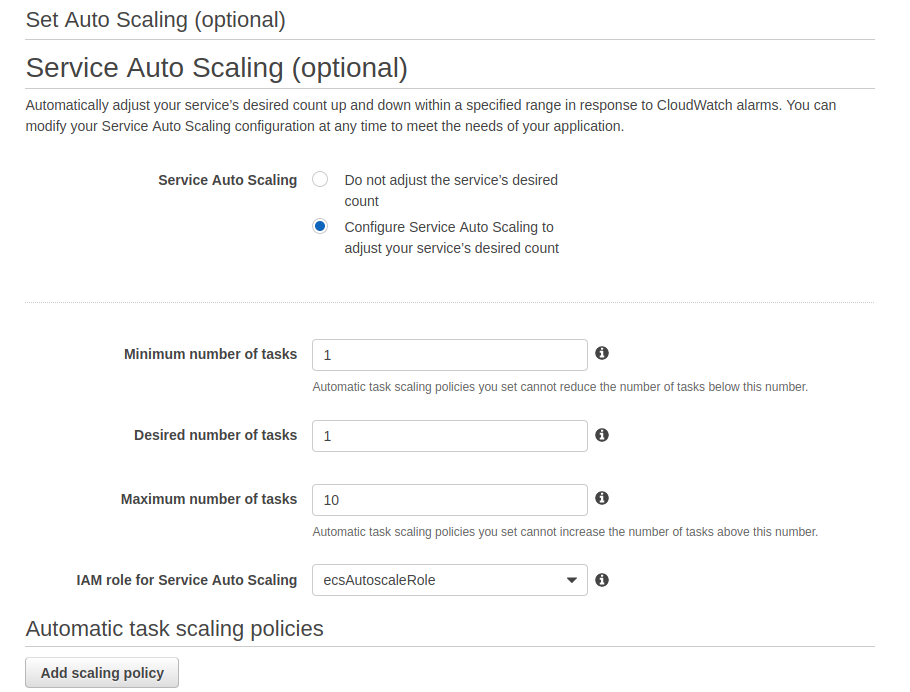 Set Auto Scaling (optional)
Service Auto Scaling (optional)
Automatically adjust your service’s desired count up and down within a specified range in response to CloudWatch alarms. You can
modify your Service Auto Scaling configuration at any time to meet the needs of your application.
Service Auto Scaling
Do not adjust the service’s desired
count
Configure Service Auto Scaling to
adjust your service’s desired count
Minimum number of tasks
1
Automatic task scaling policies you set cannot reduce the number of tasks below this number.
Desired number of tasks
1
Maximum number of tasks
10
Automatic task scaling policies you set cannot increase the number of tasks above this number.
IAM role for Service Auto Scaling
ecsAutoscaleRole
Automatic task scaling policies
Add scaling policy